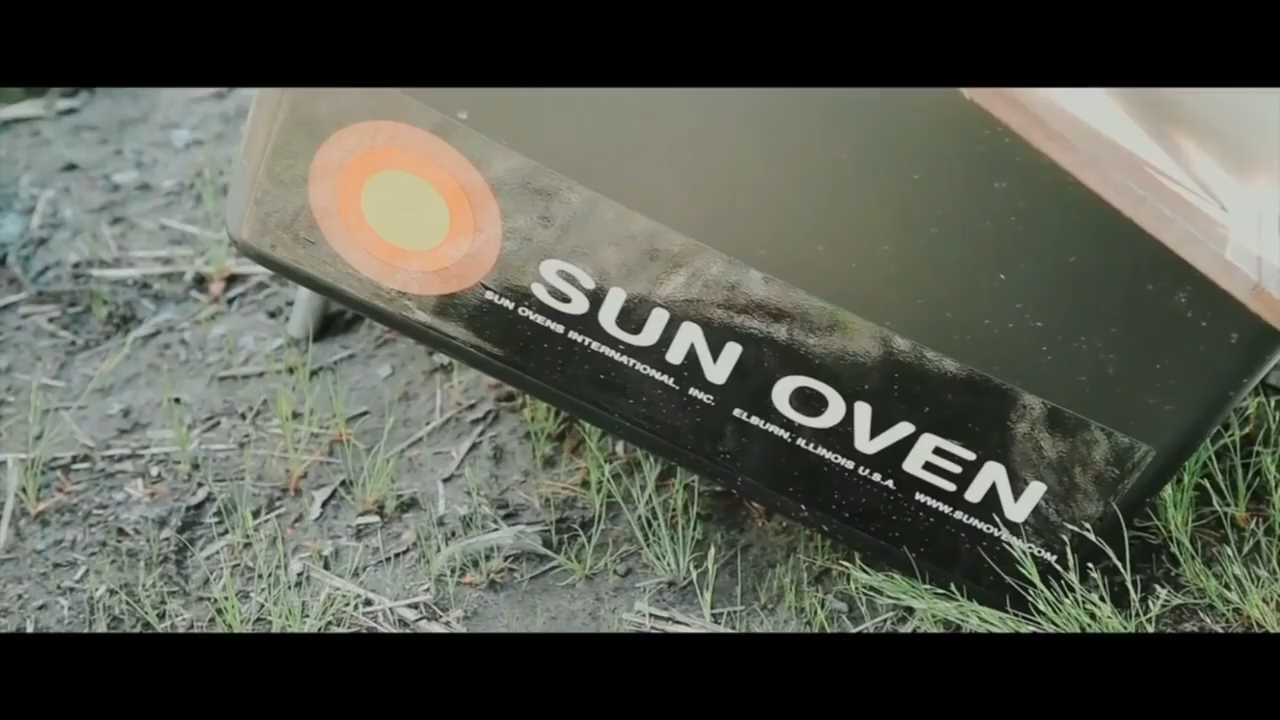 SUN OVEN
SUN OVENS INTERNATIONAL, INC. ELBURN, ILLINOIS U.S.A. WWW.SUNOVEN.COM